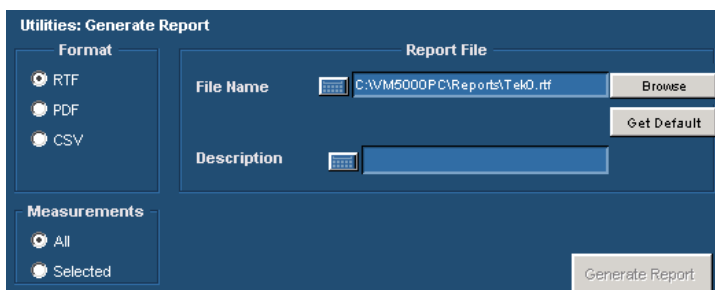 Utilities: Generate Report
Format
RTF
PDF
CSV
Report File
File Name
C:\VM5000PC\Reports\Tek0.rtf
Browse
Get Default
Description
Measurements
All
Selected
Generate Report